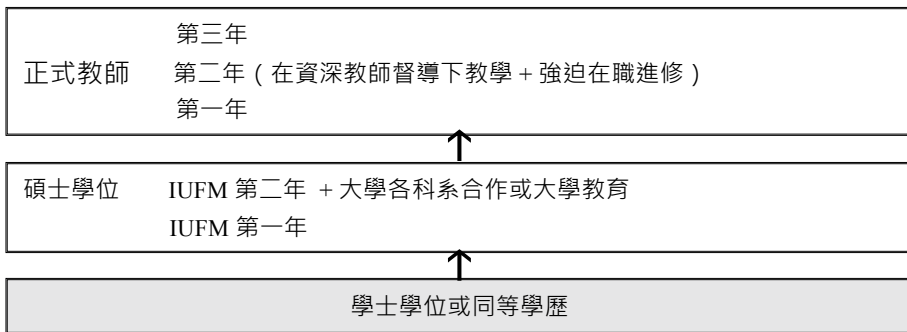 第三年
正式教師 第二年（在資深教師督導下教學 + 強迫在職進修）
第一年
碩士學位 IUFM 第二年 + 大學各科系合作或大學教育
IUFM 第一年
學士學位或同等學歷